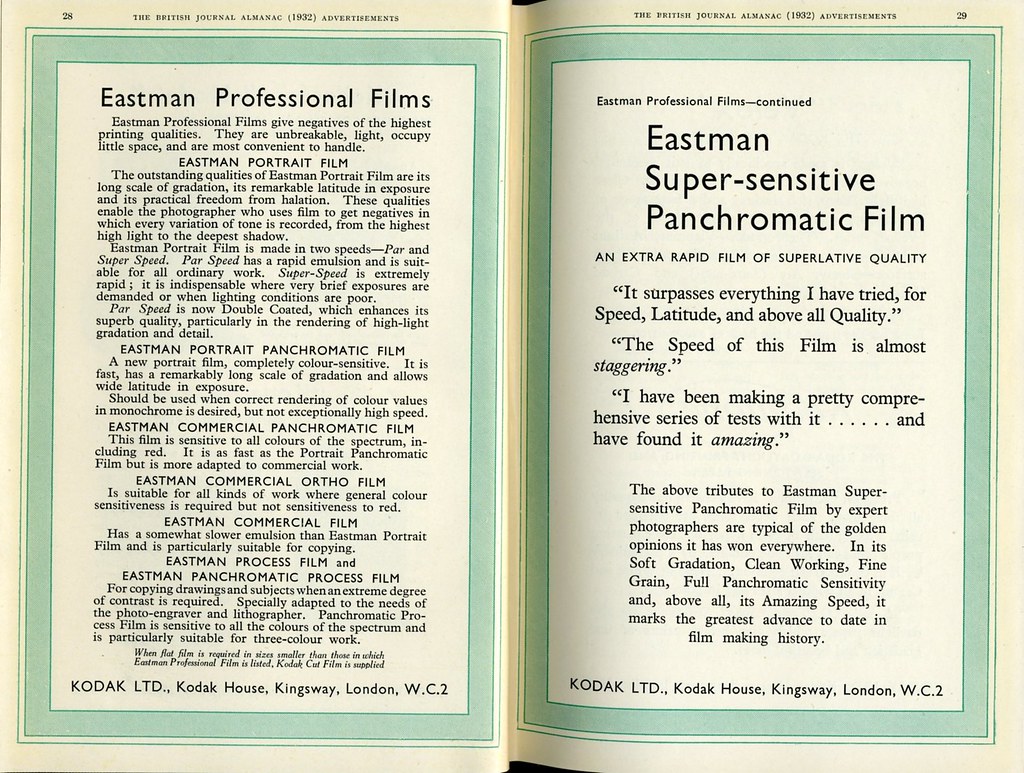 28
THE BRITISH JOURNAL ALMANAC (1932) ADVERTISEMENTS
Eastman Professional Films
Eastman Professional Films give negatives of the highest
printing qualities. They are unbreakable, light, occupy
little space, and are most convenient to handle.
EASTMAN PORTRAIT FILM
The outstanding qualities of Eastman Portrait Film are its
long scale of gradation, its remarkable latitude in exposure
and its practical freedom from halation. These qualities
enable the photographer who uses film to get negatives in
which every variation of tone is recorded, from the highest
high light to the deepest shadow.
Eastman Portrait Film is made in two speeds—Par and
Super Speed. Par Speed has a rapid emulsion and is suit-
able for all ordinary work. Super-Speed is extremely
rapid ; it is indispensable where very brief exposures are
demanded or when lighting conditions are poor.
Par Speed is now Double Coated, which enhances its
superb quality, particularly in the rendering of high-light
gradation and detail.
EASTMAN PORTRAIT PANCHROMATIC FILM
A new portrait film, completely colour-sensitive. It is
fast, has a remarkably long scale of gradation and allows
wide latitude in exposure.
Should be used when correct rendering of colour values
in monochrome is desired, but not exceptionally high speed.
EASTMAN COMMERCIAL PANCHROMATIC FILM
This film is sensitive to all colours of the spectrum, in-
cluding red. It is as fast as the Portrait Panchromatic
Film but is more adapted to commercial work.
EASTMAN COMMERCIAL ORTHO FILM
Is suitable for all kinds of work where general colour
sensitiveness is required but not sensitiveness to red.
EASTMAN COMMERCIAL FILM
Has a somewhat slower emulsion than Eastman Portrait
Film and is particularly suitable for copying.
EASTMAN PROCESS FILM and
EASTMAN PANCHROMATIC PROCESS FILM
For copying drawings and subjects when an extreme degree
of contrast is required. Specially adapted to the needs of
the photo-engraver and lithographer. Panchromatic Pro-
cess Film is sensitive to all the colours of the spectrum and
is particularly suitable for three-colour work.
When flat film is required in sizes smaller than those in which
Eastman Professional Film is listed, Kodak Cut Film is supplied
KODAK LTD., Kodak House, Kingsway, London, W.C.2
THE BRITISH JOURNAL ALMANAC (1932) ADVERTISEMENTS
29
Eastman Professional Films—continued
Eastman
Super-sensitive
Panchromatic Film
AN EXTRA RAPID FILM OF SUPERLATIVE QUALITY
“It surpasses everything I have tried, for
Speed, Latitude, and above all Quality.”
“The Speed of this Film is almost
staggering.”
“I have been making a pretty compre-
hensive series of tests with it . . . . . . and
have found it amazing.”
The above tributes to Eastman Super-
sensitive Panchromatic Film by expert
photographers are typical of the golden
opinions it has won everywhere. In its
Soft Gradation, Clean Working, Fine
Grain, Full Panchromatic Sensitivity
and, above all, its Amazing Speed, it
marks the greatest advance to date in
film making history.
KODAK LTD., Kodak House, Kingsway, London, W.C.2